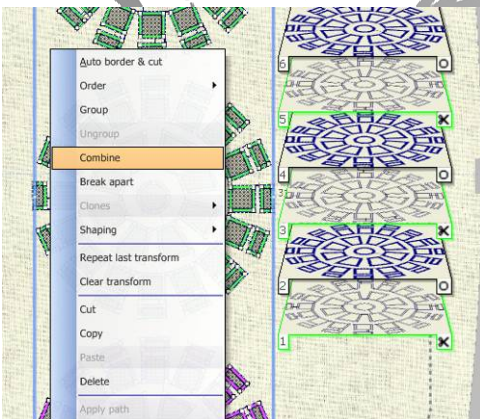 Auto border & cut
Order
Group
Ungroup
Combine
Break apart
Clones
Shaping
Repeat last transform
Clear transform
Cut
Copy
Paste
Delete
Apply path
6
5
4
3
3
2
1